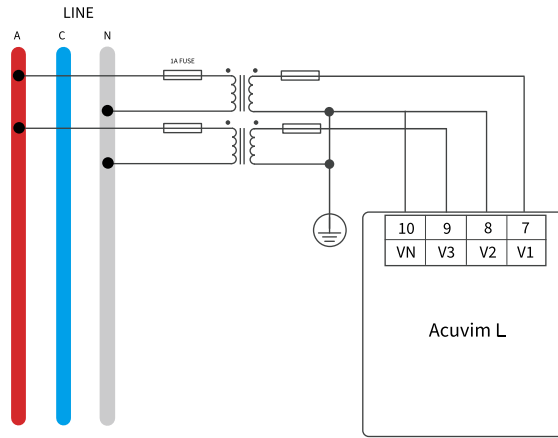 LINE
A C N
1A FUSE
10 9 8 7
VN V3 V2 V1
Acuvim L